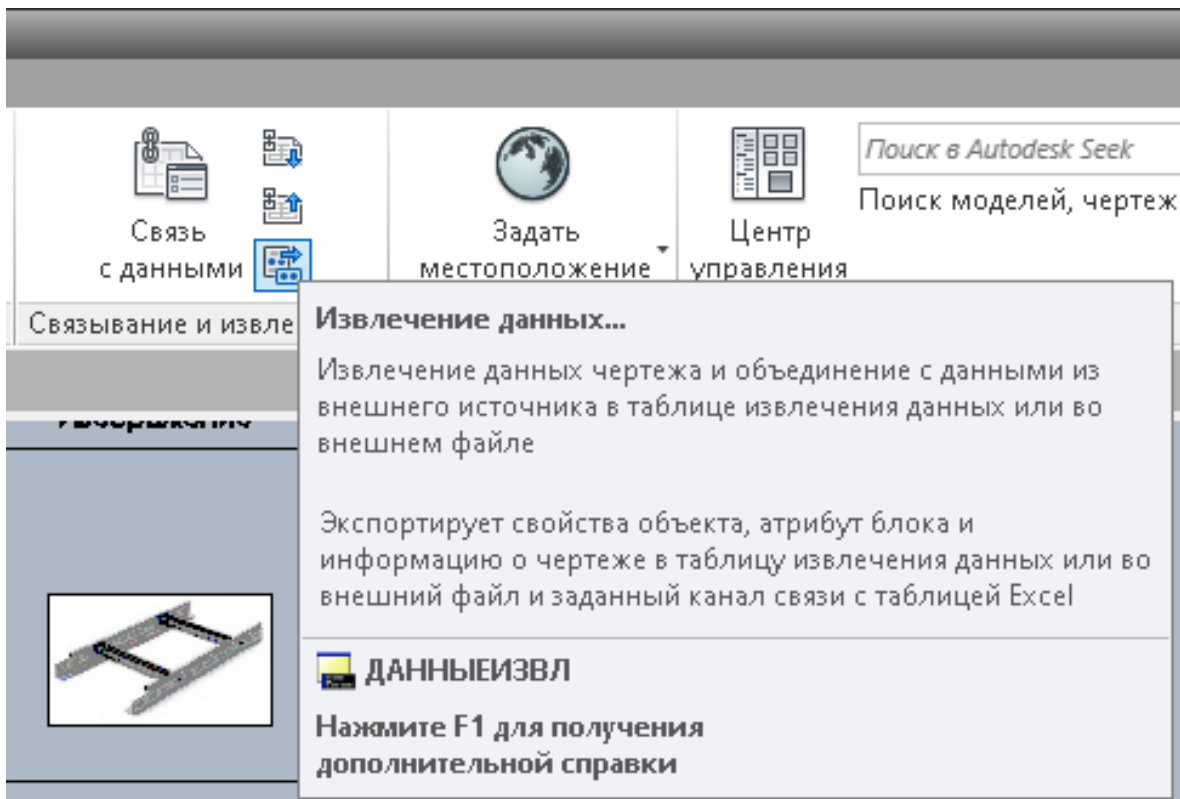 Поиск в Autodesk Seek
Поиск моделей, чертеж
Связь
с данными
Задать
местоположение
Центр
управления
Связывание и извле
Извлечение данных...
Извлечение данных чертежа и объединение с данными из
внешнего источника в таблице извлечения данных или во
внешнем файле
Экспортирует свойства объекта, атрибут блока и
информацию о чертеже в таблицу извлечения данных или во
внешний файл и заданный канал связи с таблицей Excel
ДАННЫЕИЗВЛ
Нажмите F1 для получения
дополнительной справки